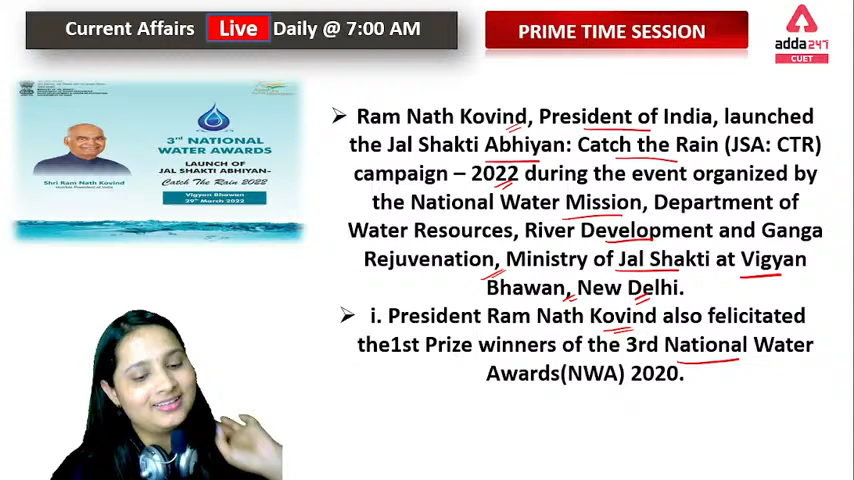 Current Affairs Live Daily @ 7:00 AM
PRIME TIME SESSION
adda247
CUET
3RD NATIONAL
WATER AWARDS
LAUNCH OF
JAL SHAKTI ABHIYAN-
Catch The Rain 2022
Vigyan Bhawan
29th March 2022
Shri Ram Nath Kovind
➢ Ram Nath Kovind, President of India, launched
the Jal Shakti Abhiyan: Catch the Rain (JSA: CTR)
campaign – 2022 during the event organized by
the National Water Mission, Department of
Water Resources, River Development and Ganga
Rejuvenation, Ministry of Jal Shakti at Vigyan
Bhawan, New Delhi.
➢ i. President Ram Nath Kovind also felicitated
the1st Prize winners of the 3rd National Water
Awards(NWA) 2020.